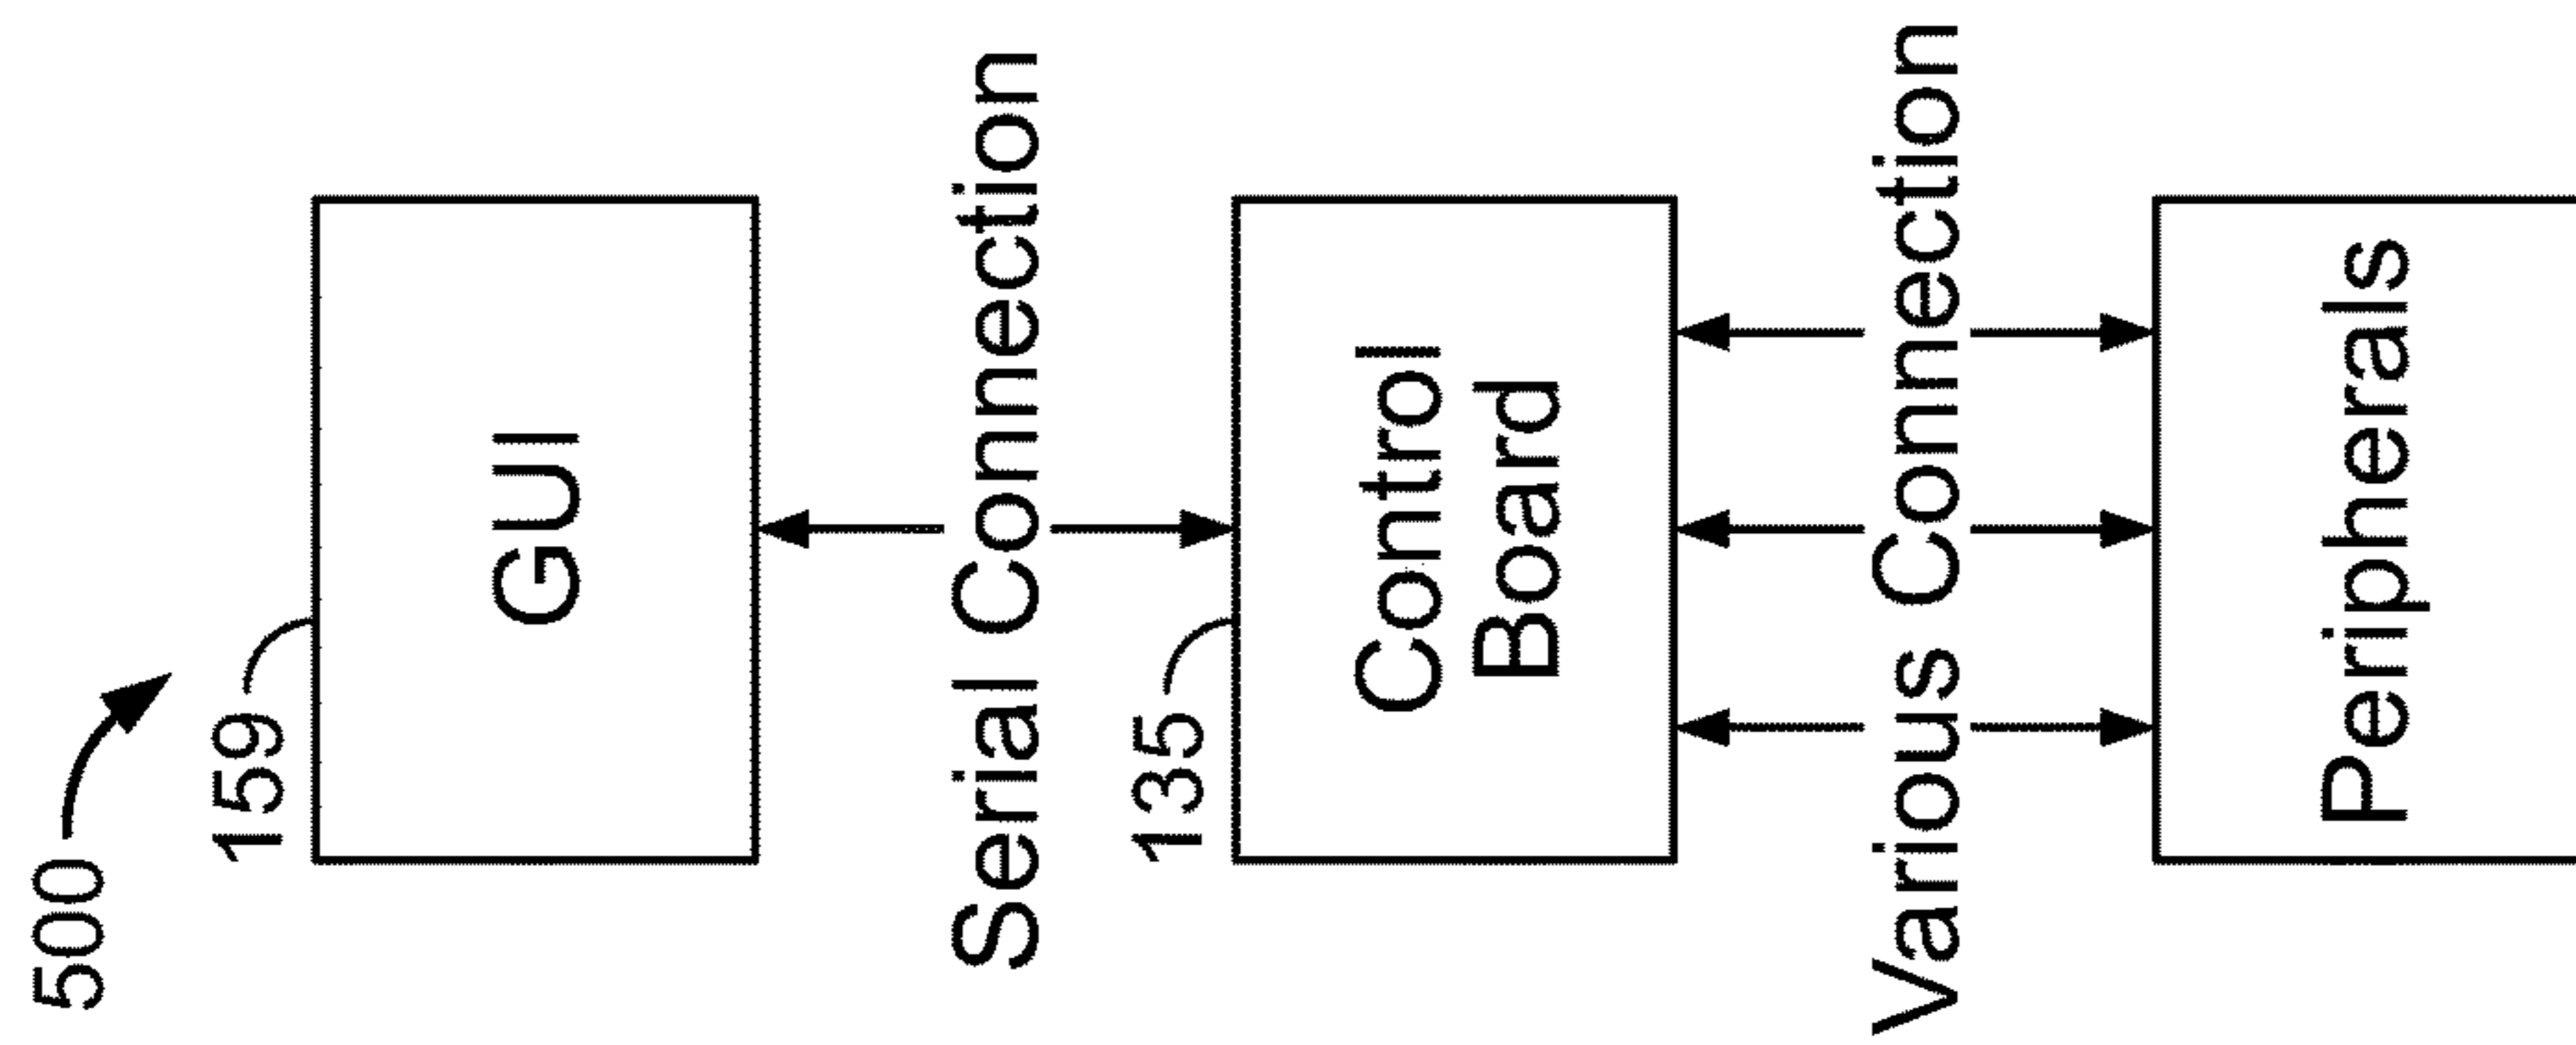 500
159
GUI
Serial Connection
135
Control
Board
Various Connection
Peripherals